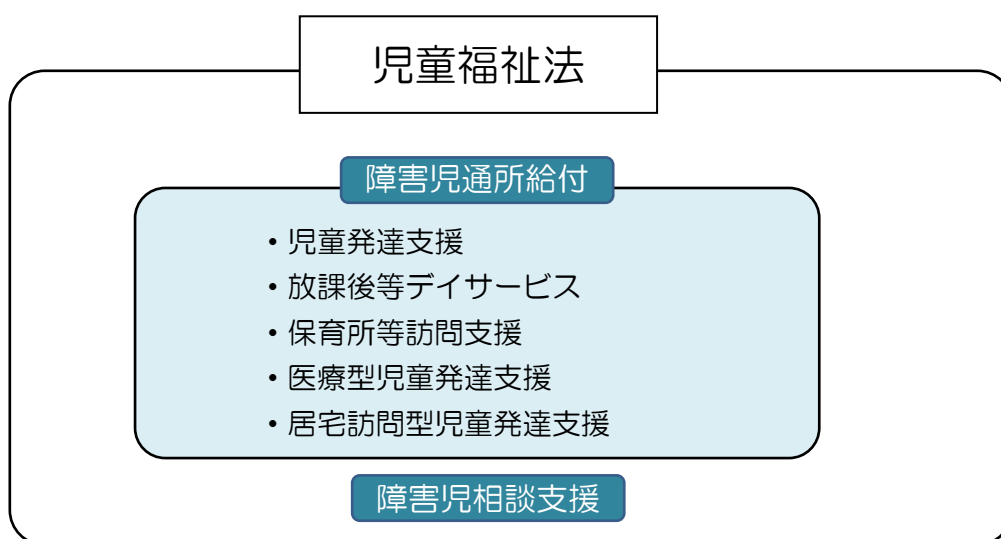 児童福祉法
障害児通所給付
・児童発達支援
・放課後等デイサービス
・保育所等訪問支援
・医療型児童発達支援
・居宅訪問型児童発達支援
障害児相談支援